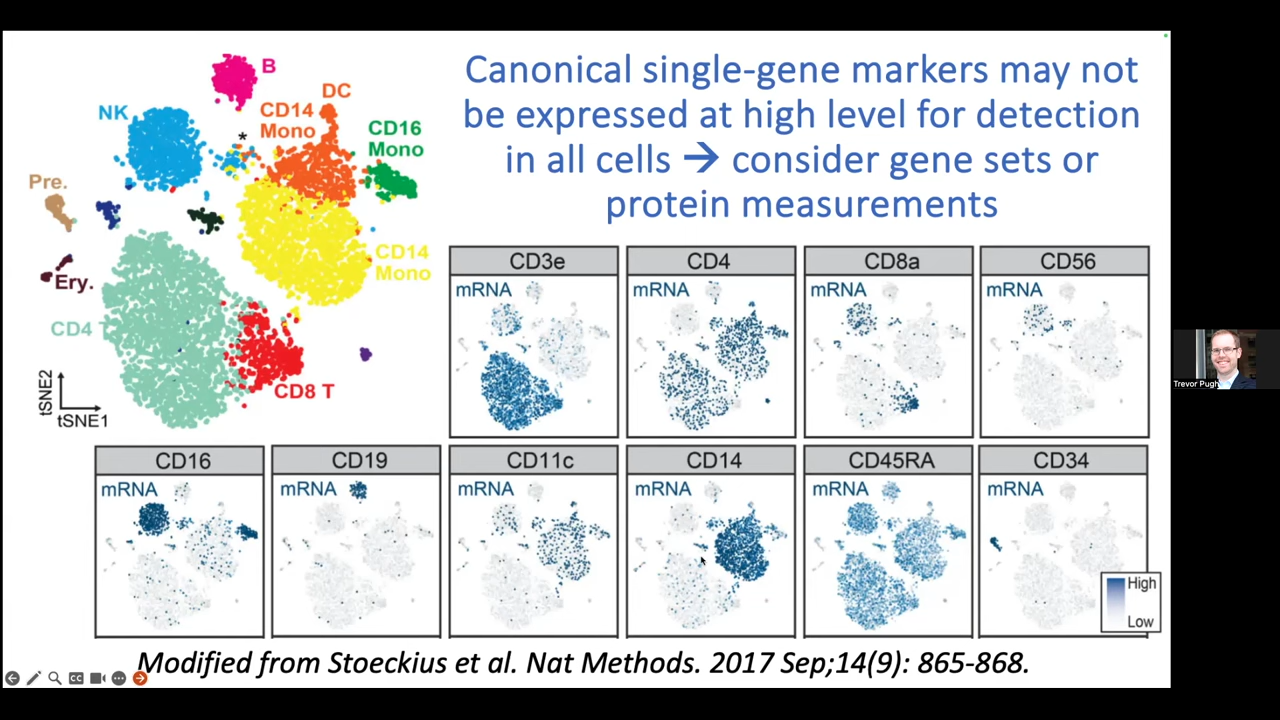 Canonical single-gene markers may not
be expressed at high level for detection
in all cells → consider gene sets or
protein measurements
B
NK
DC
CD14
Mono
*
CD16
Mono
Pre.
CD14
Mono
Ery.
CD4 T
CD8 T
tSNE2
tSNE1
CD3e
mRNA
CD4
mRNA
CD8a
mRNA
CD56
mRNA
CD16
mRNA
CD19
mRNA
CD11c
mRNA
CD14
mRNA
CD45RA
mRNA
CD34
mRNA
High
Low
Modified from Stoeckius et al. Nat Methods. 2017 Sep;14(9): 865-868.
CC
Trevor Pugh